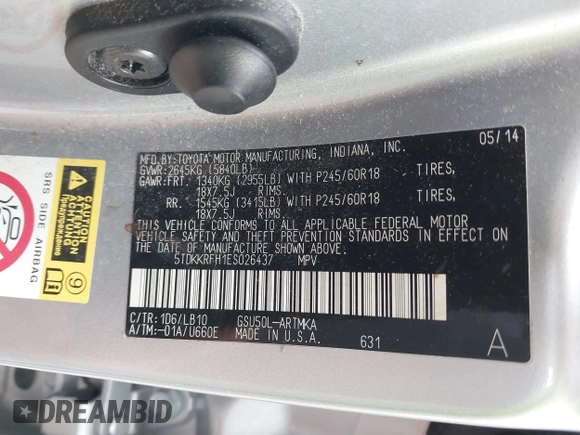 05/14
MFD.BY:TOYOTA MOTOR MANUFACTURING, INDIANA, INC.
GVWR:2645KG (5840LB)
GAWR:FRT. 1340KG (2955LB) WITH P245/60R18 TIRES,
18X7.5J RIMS.
RR. 1545KG (3415LB) WITH P245/60R18 TIRES,
18X7.5J RIMS.
THIS VEHICLE CONFORMS TO ALL APPLICABLE FEDERAL MOTOR
VEHICLE SAFETY AND THEFT PREVENTION STANDARDS IN EFFECT
ON THE DATE OF MANUFACTURE SHOWN ABOVE.
5TDKKRFH1ES026437 MPV
C/TR:1D6/LB10 GSU50L-ARTMKA
A/TM:-01A/U660E MADE IN U.S.A. 631 A
SRS SIDE AIRBAG
9
DREAMBID